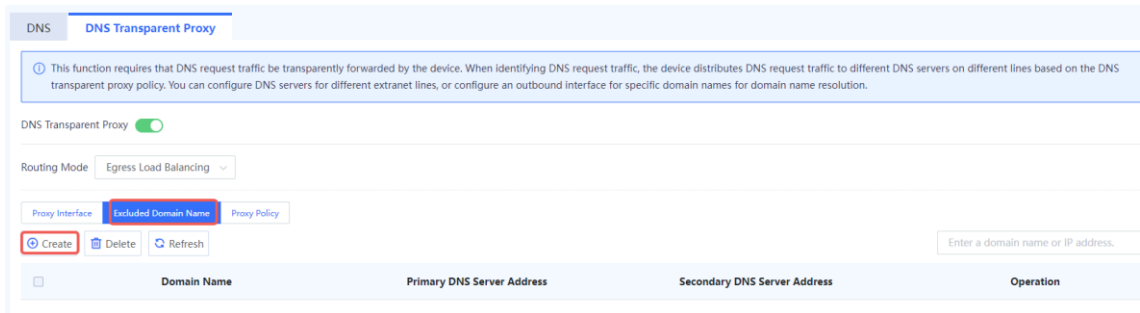 DNS DNS Transparent Proxy
This function requires that DNS request traffic be transparently forwarded by the device. When identifying DNS request traffic, the device distributes DNS request traffic to different DNS servers on different lines based on the DNS
transparent proxy policy. You can configure DNS servers for different extranet lines, or configure an outbound interface for specific domain names for domain name resolution.
DNS Transparent Proxy
Routing Mode Egress Load Balancing
Proxy Interface Excluded Domain Name Proxy Policy
Create Delete Refresh Enter a domain name or IP address.
Domain Name Primary DNS Server Address Secondary DNS Server Address Operation